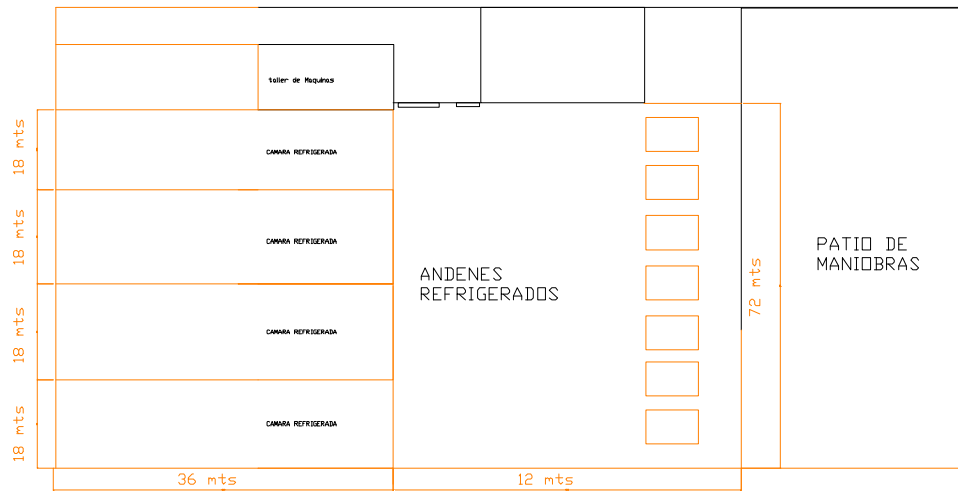 taller de Maquinas
18 mts
CAMARA REFRIGERADA
18 mts
CAMARA REFRIGERADA
PATIO DE
MANIOBRAS
ANDENES
REFRIGERADOS
72 mts
18 mts
CAMARA REFRIGERADA
18 mts
CAMARA REFRIGERADA
36 mts
12 mts